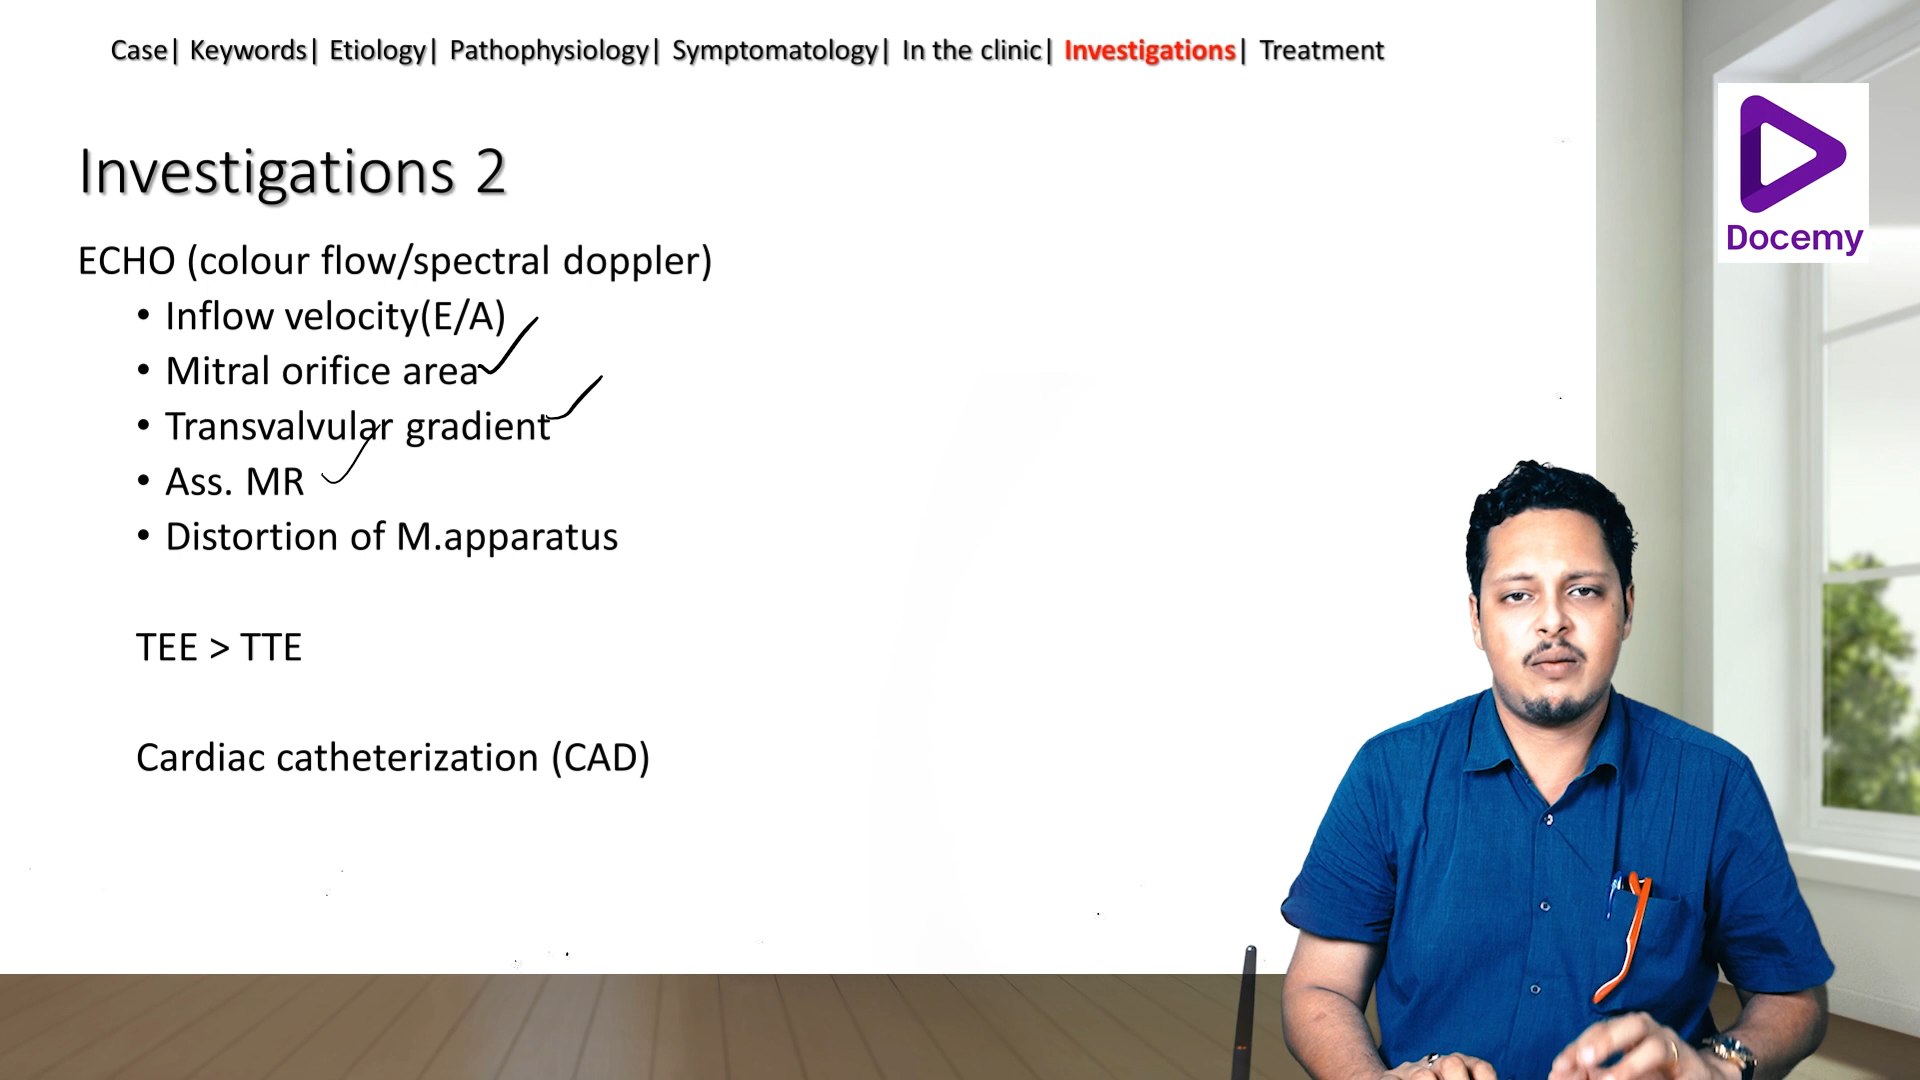 Case| Keywords| Etiology| Pathophysiology| Symptomatology| In the clinic| Investigations| Treatment
Docemy
Investigations 2
ECHO (colour flow/spectral doppler)
• Inflow velocity(E/A)
• Mitral orifice area
• Transvalvular gradient
• Ass. MR
• Distortion of M.apparatus
TEE > TTE
Cardiac catheterization (CAD)